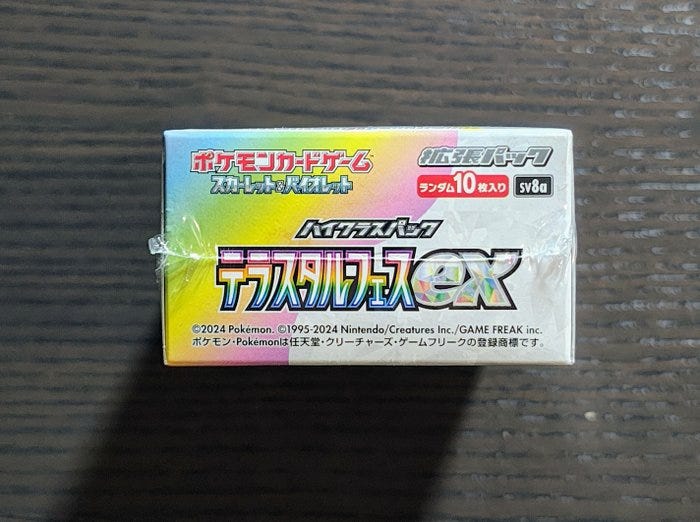 ポケモンカードゲーム
スカーレット&バイオレット
拡張パック
ランダム10枚入り
SV8a
ハイクラスパック
テラスタルフェスex
©2024 Pokémon. ©1995-2024 Nintendo/Creatures Inc./GAME FREAK inc.
ポケモン・Pokémonは任天堂・クリーチャーズ・ゲームフリークの登録商標です。